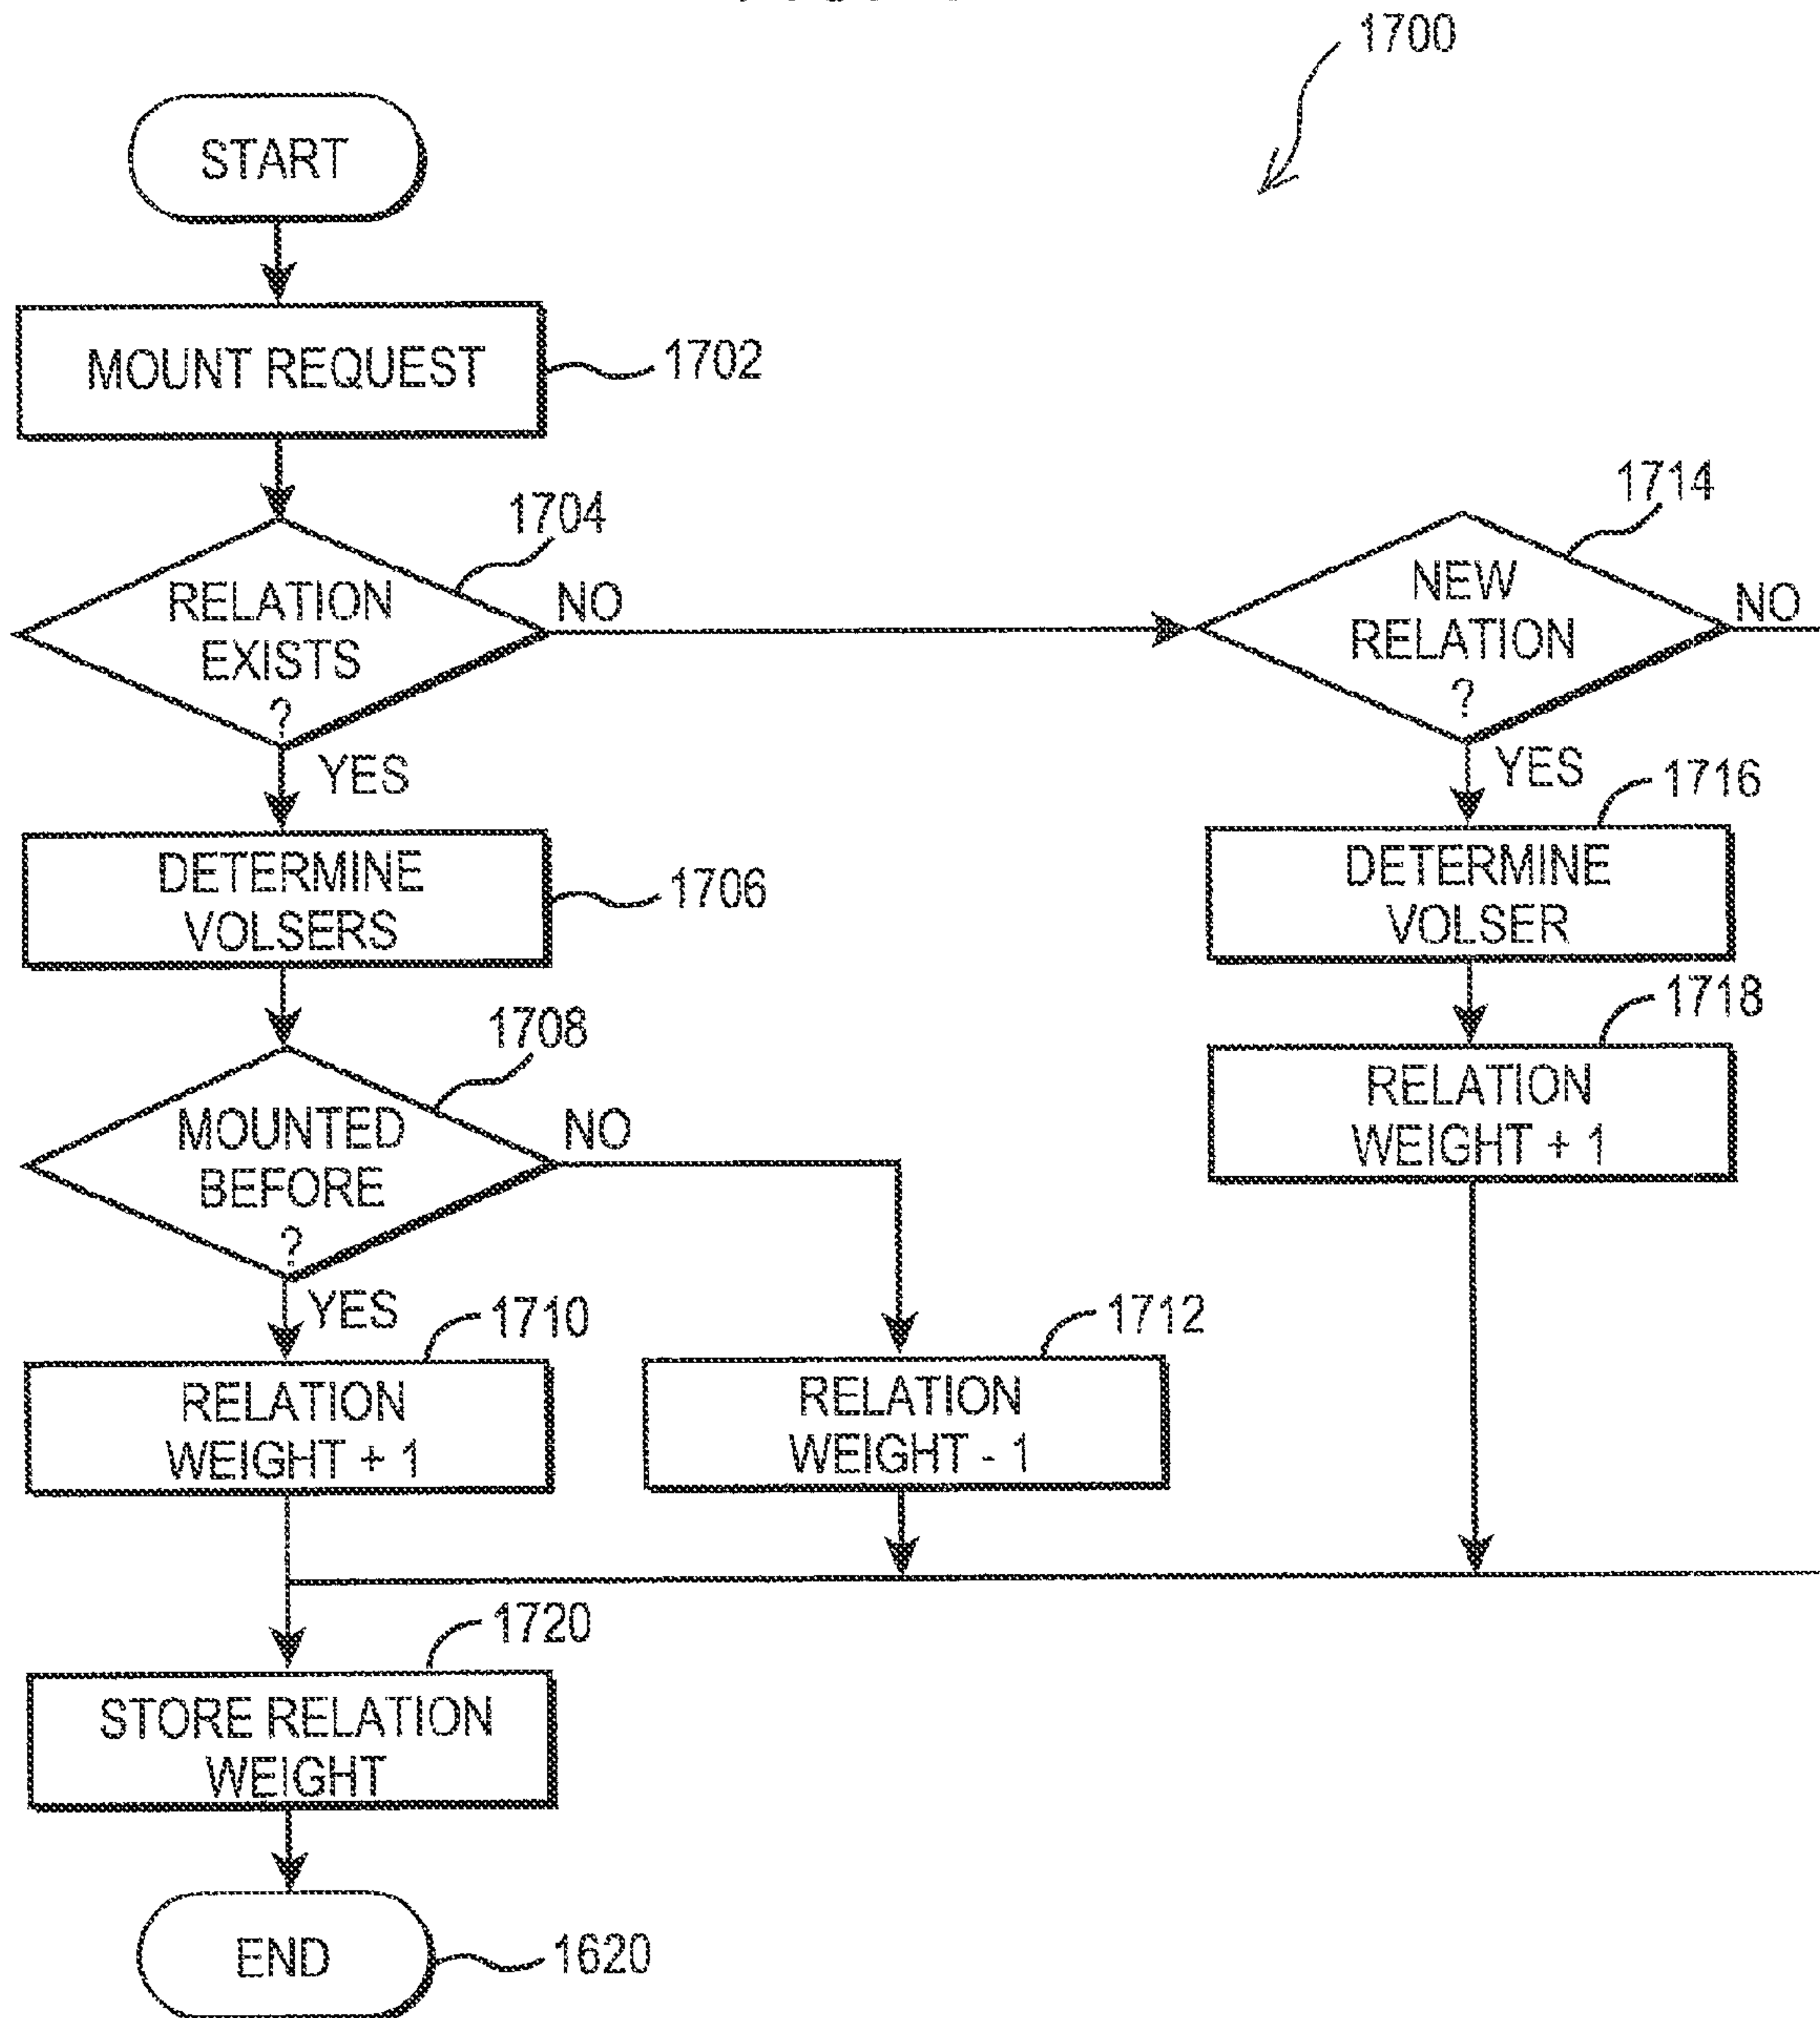 1700
START
MOUNT REQUEST
1702
1704
RELATION
EXISTS
?
NO
YES
1714
NEW
RELATION
?
NO
YES
DETERMINE
VOLSERS
1706
1716
DETERMINE
VOLSER
1708
MOUNTED
BEFORE
?
NO
YES
1718
RELATION
WEIGHT + 1
1710
RELATION
WEIGHT + 1
1712
RELATION
WEIGHT - 1
1720
STORE RELATION
WEIGHT
END
1620